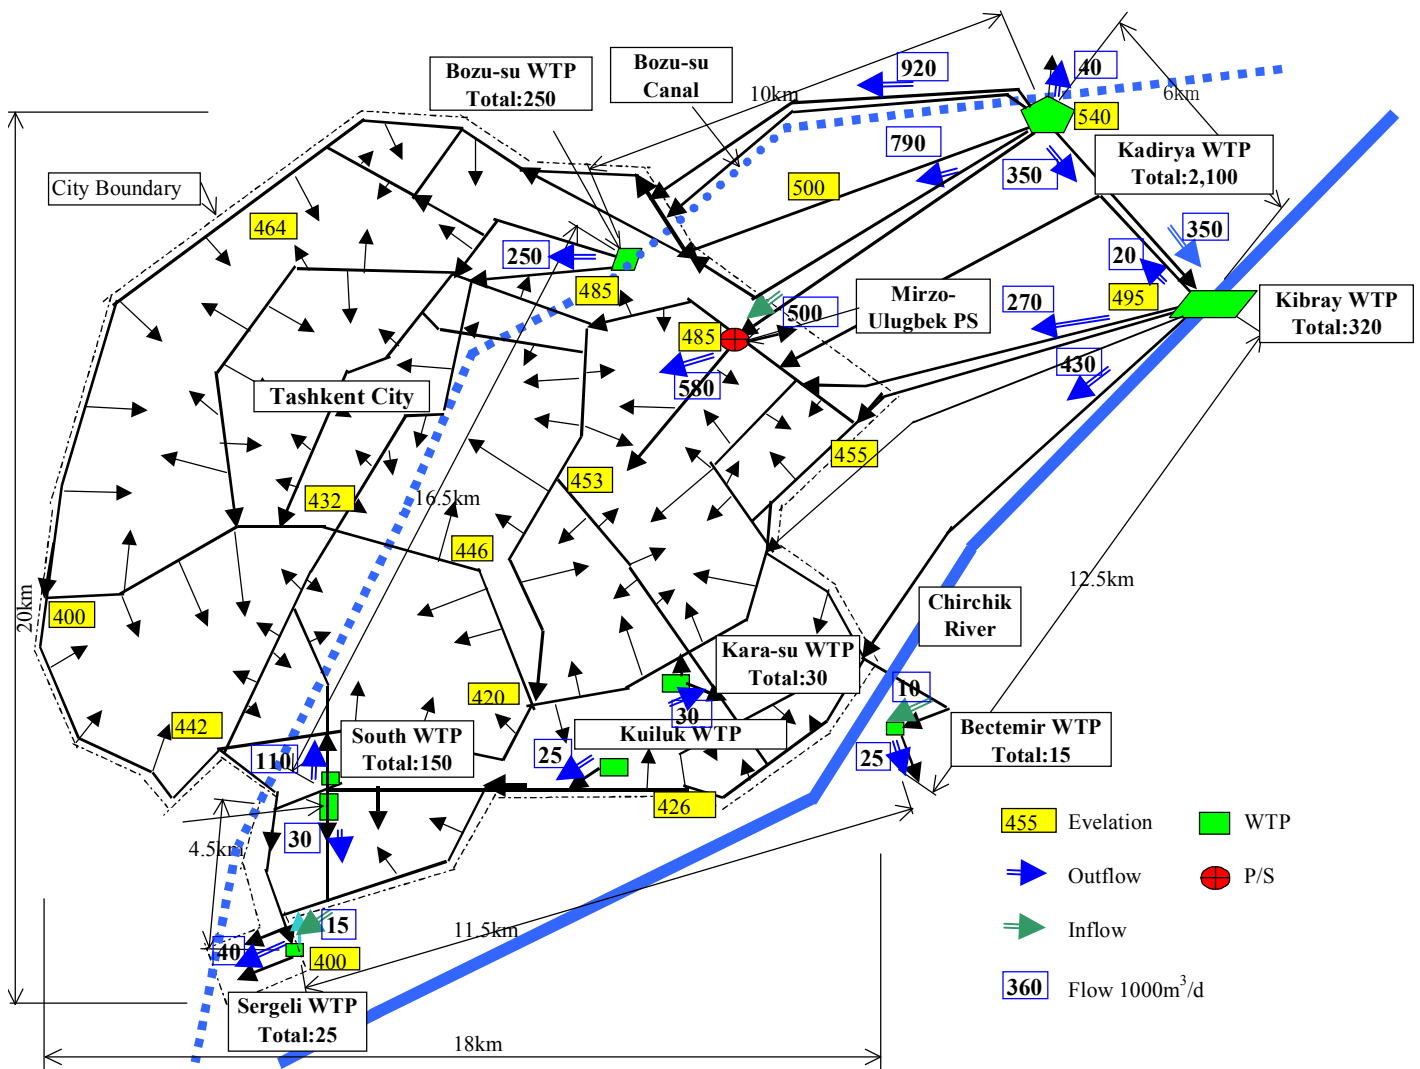 Bozu-su WTP
Total:250
Bozu-su
Canal
920
10km
40
6km
540
790
350
Kadirya WTP
Total:2,100
City Boundary
500
464
250
485
350
20
495
270
Kibray WTP
Total:320
Mirzo-
Ulugbek PS
500
485
580
430
Tashkent City
455
453
432
16.5km
446
400
20km
12.5km
Chirchik
River
Kara-su WTP
Total:30
420
442
30
10
South WTP
Total:150
110
Kuiluk WTP
25
Bectemir WTP
Total:15
25
426
30
4.5km
455
Evelation
WTP
Outflow
P/S
Inflow
360
Flow 1000m³/d
15
40
400
11.5km
Sergeli WTP
Total:25
18km